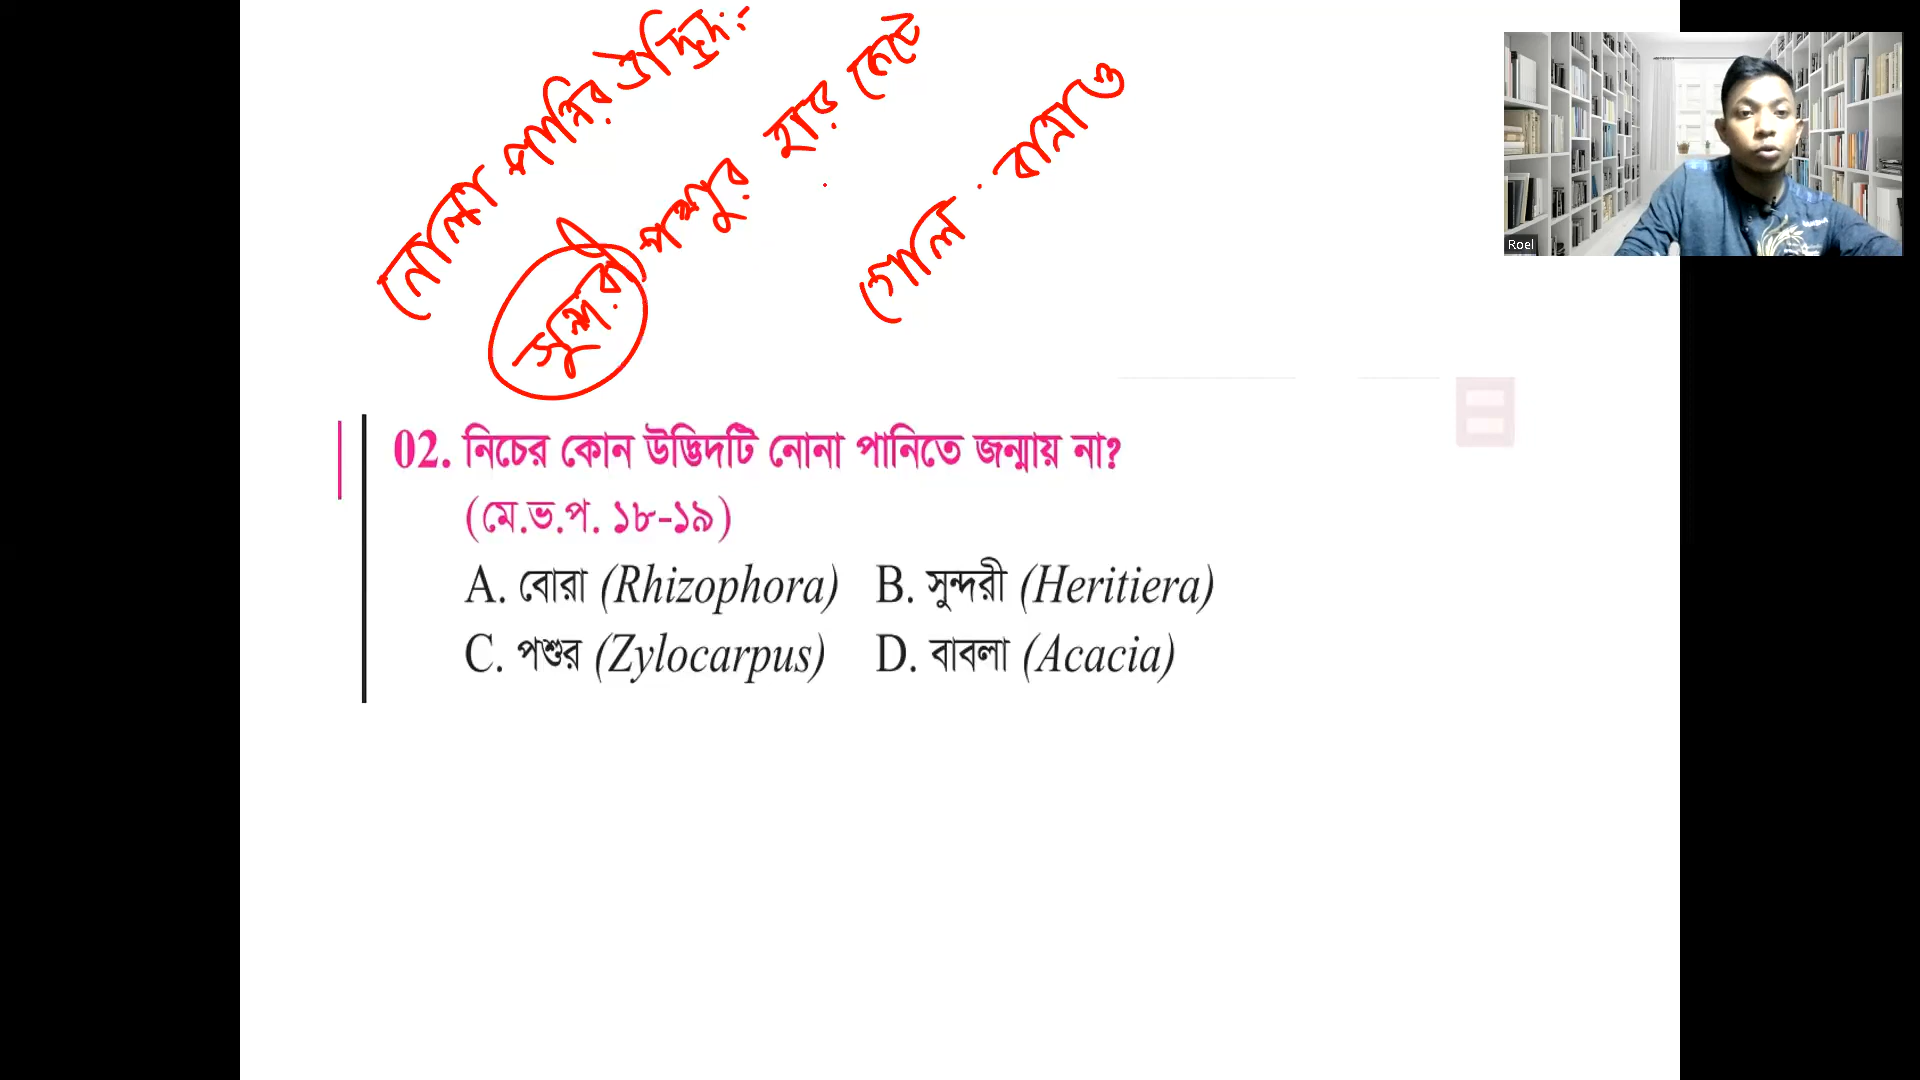 নোনা পানির উদ্ভিদ:
সুন্দরী পশুর হার কেটে
গোল বানাও
Roel
02. নিচের কোন উদ্ভিদটি নোনা পানিতে জন্মায় না?
(মে.ভ.প. ১৮-১৯)
A. বোরা (Rhizophora) B. সুন্দরী (Heritiera)
C. পশুর (Zylocarpus) D. বাবলা (Acacia)